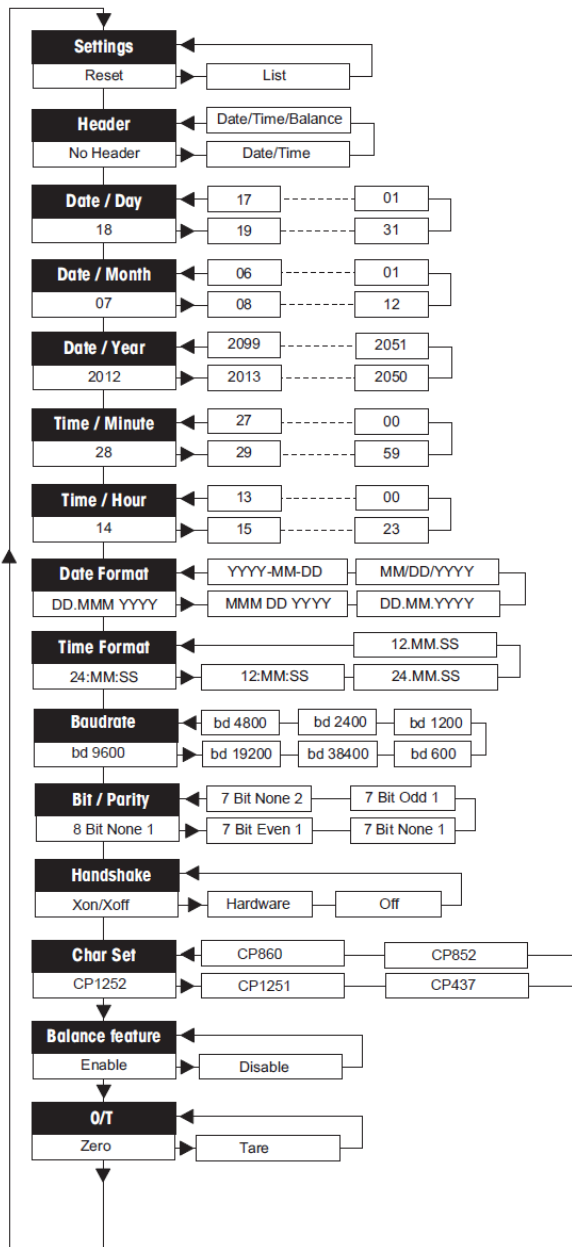 Settings
Reset
List
Header
Date/Time/Balance
No Header
Date/Time
Date / Day
17
01
18
19
31
Date / Month
06
01
07
08
12
Date / Year
2099
2051
2012
2013
2050
Time / Minute
27
00
28
29
59
Time / Hour
13
00
14
15
23
Date Format
YYYY-MM-DD
MM/DD/YYYY
DD.MMM YYYY
MMM DD YYYY
DD.MM.YYYY
Time Format
12.MM.SS
24:MM:SS
12:MM:SS
24.MM.SS
Baudrate
bd 4800
bd 2400
bd 1200
bd 9600
bd 19200
bd 38400
bd 600
Bit / Parity
7 Bit None 2
7 Bit Odd 1
8 Bit None 1
7 Bit Even 1
7 Bit None 1
Handshake
Xon/Xoff
Hardware
Off
Char Set
CP860
CP852
CP1252
CP1251
CP437
Balance feature
Enable
Disable
O/T
Zero
Tare